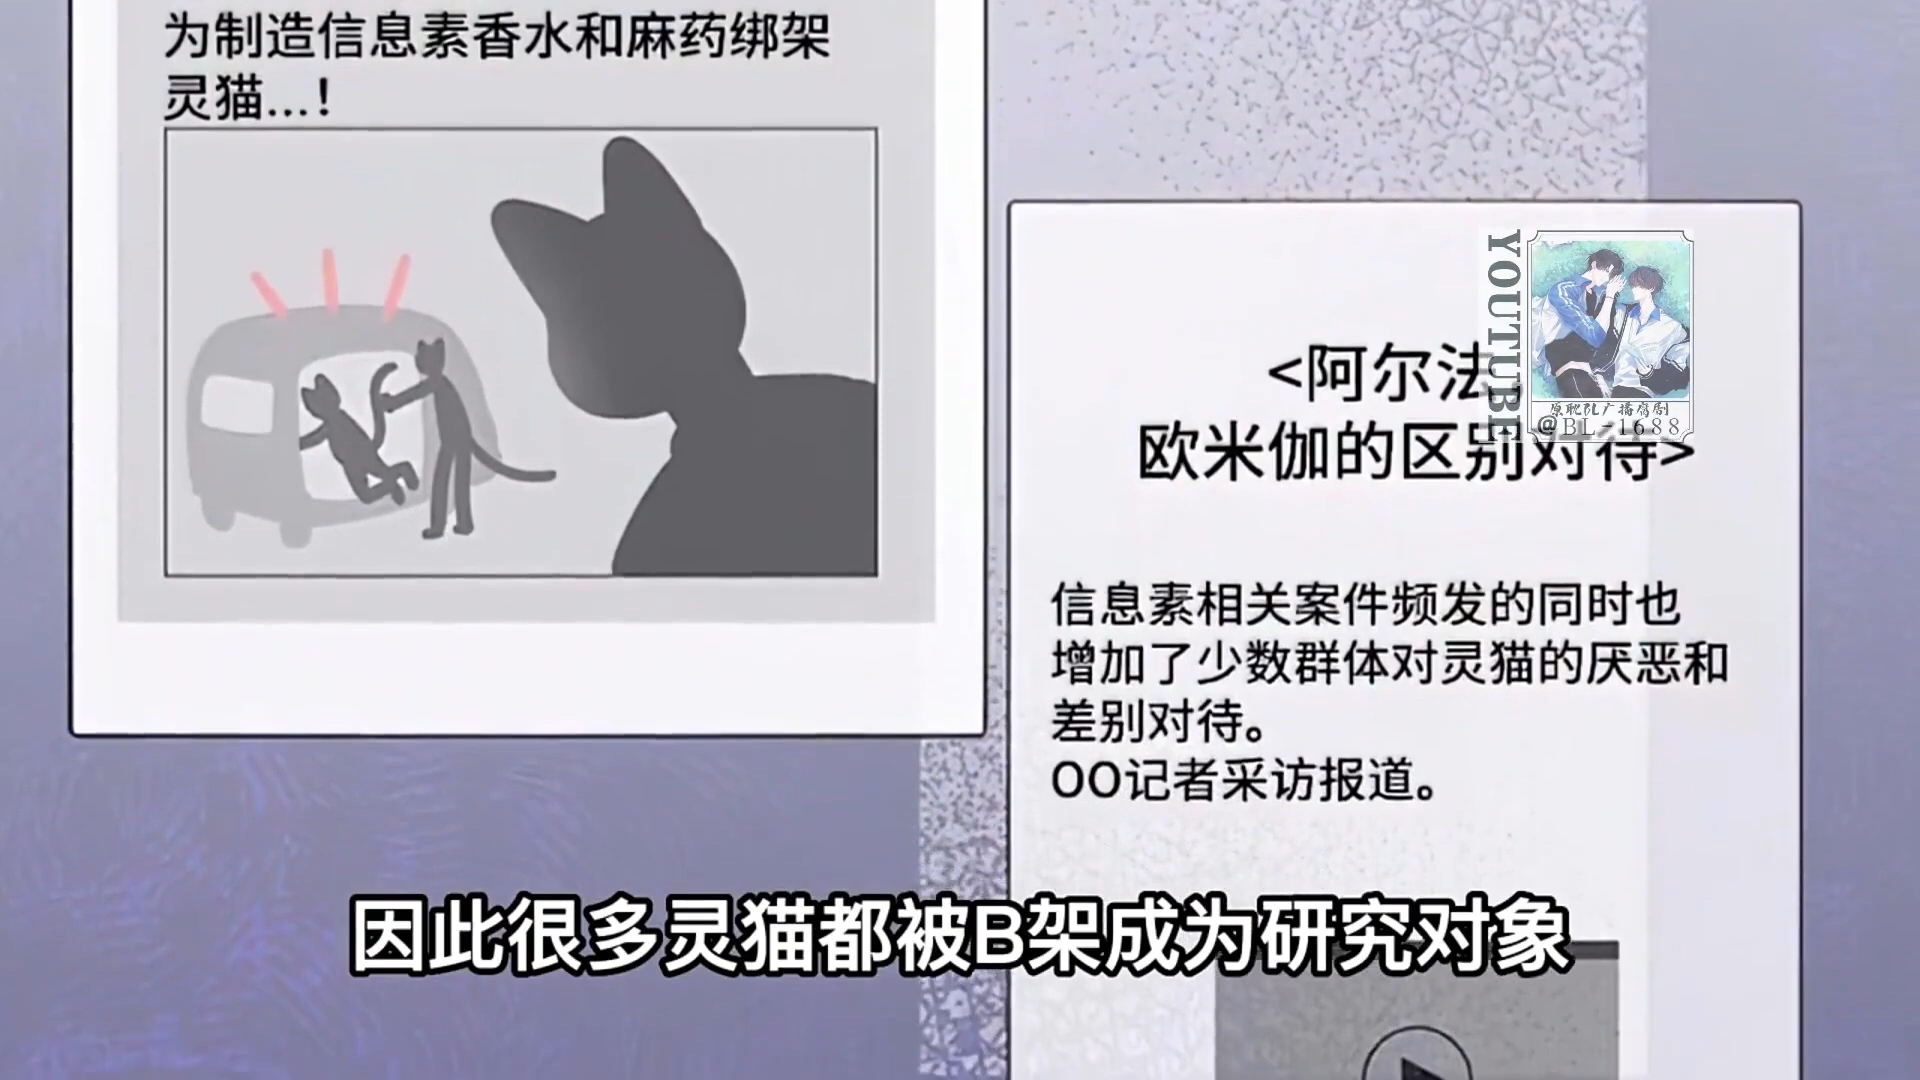 为制造信息素香水和麻药绑架
灵猫...!
<阿尔法
欧米伽的区别对待>
信息素相关案件频发的同时也
增加了少数群体对灵猫的厌恶和
差别对待。
OO记者采访报道。
YOUTUBE
原耽BL广播腐剧
@BL-1688
因此很多灵猫都被B架成为研究对象